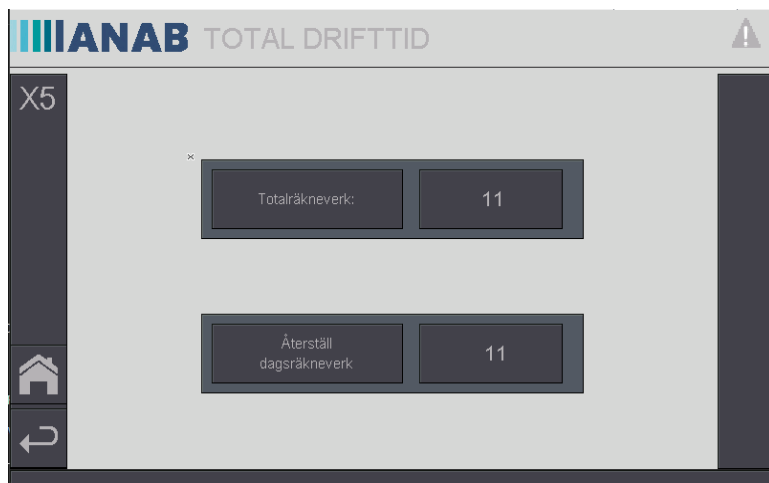 ANAB TOTAL DRIFTTID
X5
Totalräkneverk: 11
Återställ
dagsräkneverk 11